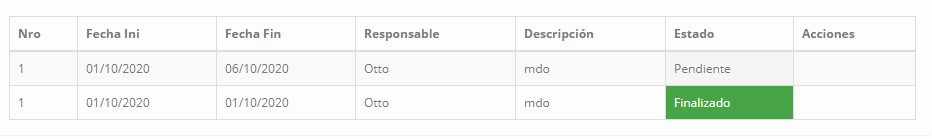 Nro Fecha Ini Fecha Fin Responsable Descripción Estado Acciones
1 01/10/2020 06/10/2020 Otto mdo Pendiente
1 01/10/2020 01/10/2020 Otto mdo Finalizado